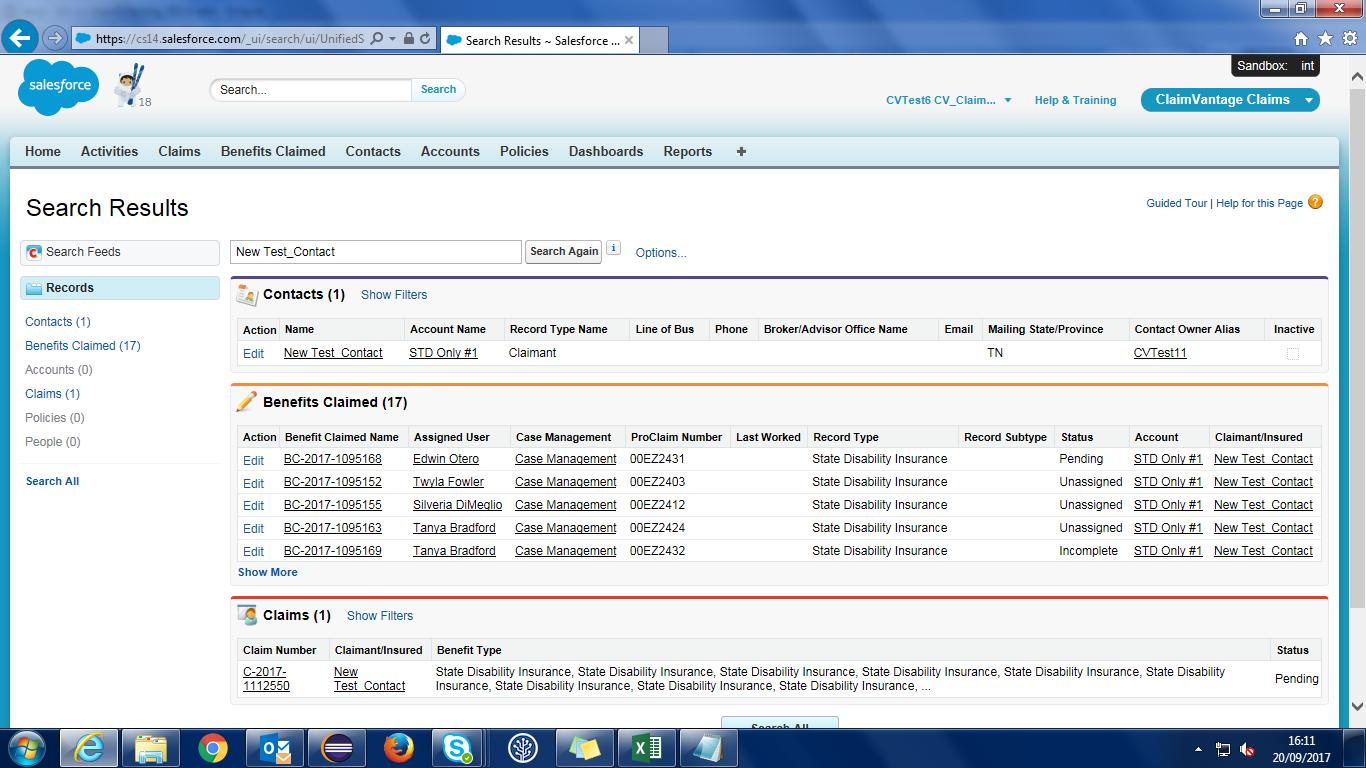 https://cs14.salesforce.com/_ui/search/ui/UnifiedS
Search Results ~ Salesforce ...
Sandbox: int
salesforce
18
Search...
Search
CVTest6 CV_Claim...
Help & Training
ClaimVantage Claims
Home Activities Claims Benefits Claimed Contacts Accounts Policies Dashboards Reports +
Search Results
Guided Tour | Help for this Page
Search Feeds
New Test_Contact
Search Again
i
Options...
Records
Contacts (1)
Benefits Claimed (17)
Accounts (0)
Claims (1)
Policies (0)
People (0)
Search All
Contacts (1) Show Filters
Action Name Account Name Record Type Name Line of Bus Phone Broker/Advisor Office Name Email Mailing State/Province Contact Owner Alias Inactive
Edit New Test_Contact STD Only #1 Claimant TN CVTest11
Benefits Claimed (17)
Action Benefit Claimed Name Assigned User Case Management ProClaim Number Last Worked Record Type Record Subtype Status Account Claimant/Insured
Edit BC-2017-1095168 Edwin Otero Case Management 00EZ2431 State Disability Insurance Pending STD Only #1 New Test_Contact
Edit BC-2017-1095152 Twyla Fowler Case Management 00EZ2403 State Disability Insurance Unassigned STD Only #1 New Test_Contact
Edit BC-2017-1095155 Silveria DiMeglio Case Management 00EZ2412 State Disability Insurance Unassigned STD Only #1 New Test_Contact
Edit BC-2017-1095163 Tanya Bradford Case Management 00EZ2424 State Disability Insurance Unassigned STD Only #1 New Test_Contact
Edit BC-2017-1095169 Tanya Bradford Case Management 00EZ2432 State Disability Insurance Incomplete STD Only #1 New Test_Contact
Show More
Claims (1) Show Filters
Claim Number Claimant/Insured Benefit Type Status
C-2017- New State Disability Insurance, State Disability Insurance, State Disability Insurance, State Disability Insurance, State Disability Insurance, State Disability
1112550 Test_Contact Insurance, State Disability Insurance, State Disability Insurance, State Disability Insurance, ... Pending
Search All
16:11
20/09/2017